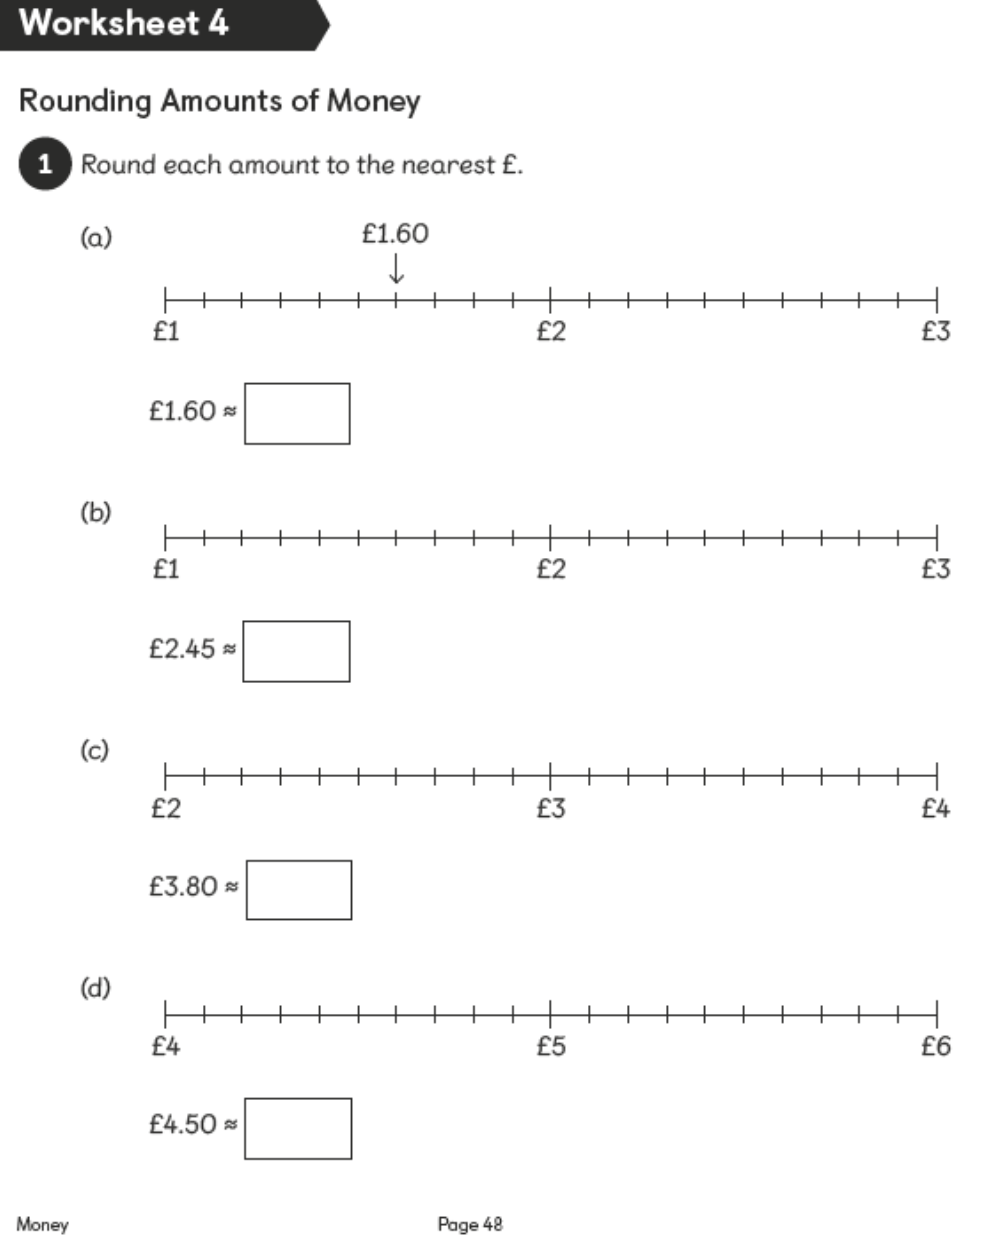 Worksheet 4
Rounding Amounts of Money
1 Round each amount to the nearest £.
(a) £1.60
£1 £2 £3
£1.60 ≈
(b)
£1 £2 £3
£2.45 ≈
(c)
£2 £3 £4
£3.80 ≈
(d)
£4 £5 £6
£4.50 ≈
Money Page 48